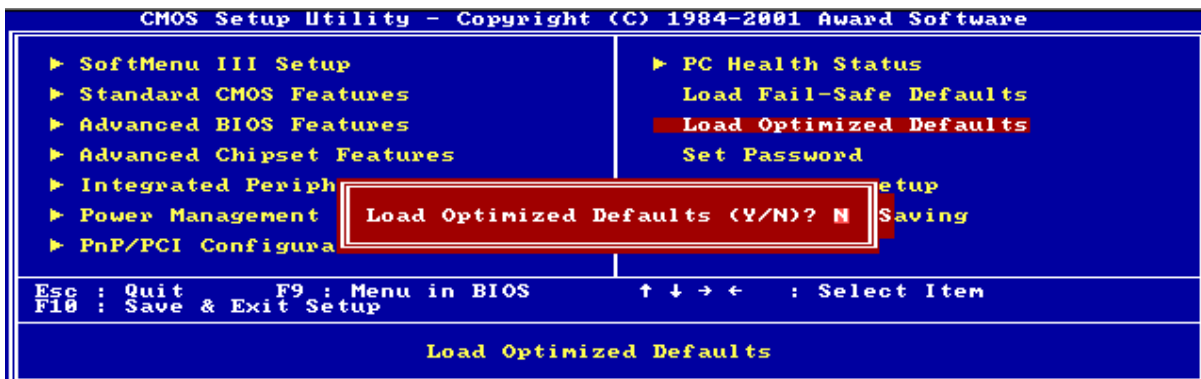 CMOS Setup Utility - Copyright (C) 1984-2001 Award Software
► SoftMenu III Setup
► Standard CMOS Features
► Advanced BIOS Features
► Advanced Chipset Features
► Integrated Periph
► Power Management
► PnP/PCI Configura
► PC Health Status
Load Fail-Safe Defaults
Load Optimized Defaults
Set Password
etup
Saving
Load Optimized Defaults (Y/N)? N
Esc : Quit F9 : Menu in BIOS ↑ ↓ → ← : Select Item
F10 : Save & Exit Setup
Load Optimized Defaults